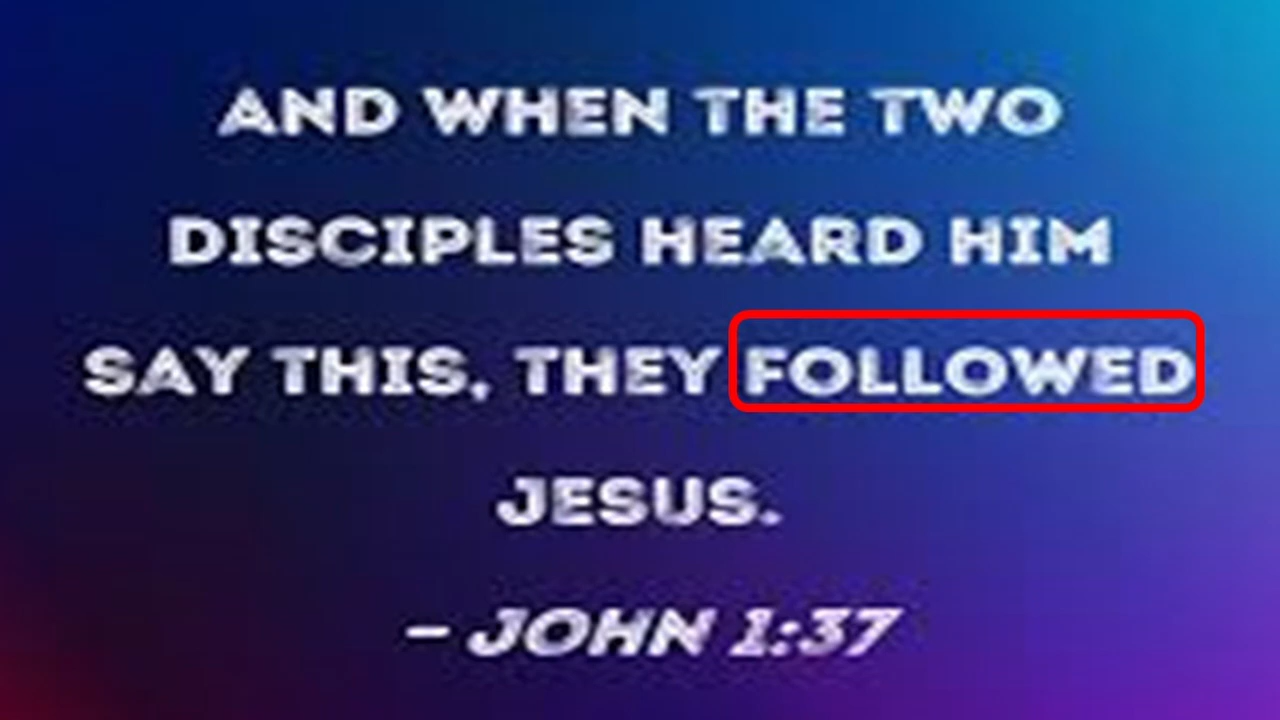 AND WHEN THE TWO
DISCIPLES HEARD HIM
SAY THIS, THEY FOLLOWED
JESUS.
– JOHN 1:37